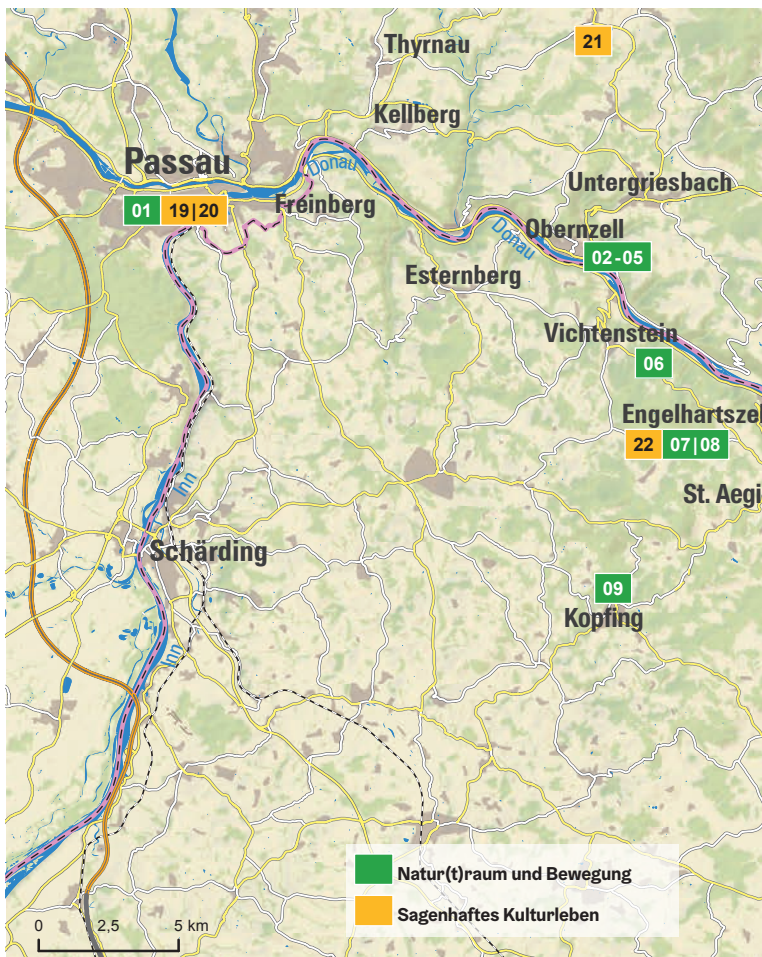 Thyrnau
21
Kellberg
Passau
Donau
Untergriesbach
01 19|20
Freinberg
Donau
Obernzell
02-05
Esternberg
Vichtenstein
06
Engelhartszel
22 07|08
Inn
St. Aegi
Schärding
09
Kopfing
Inn
Natur(t)raum und Bewegung
Sagenhaftes Kulturleben
0 2,5 5 km